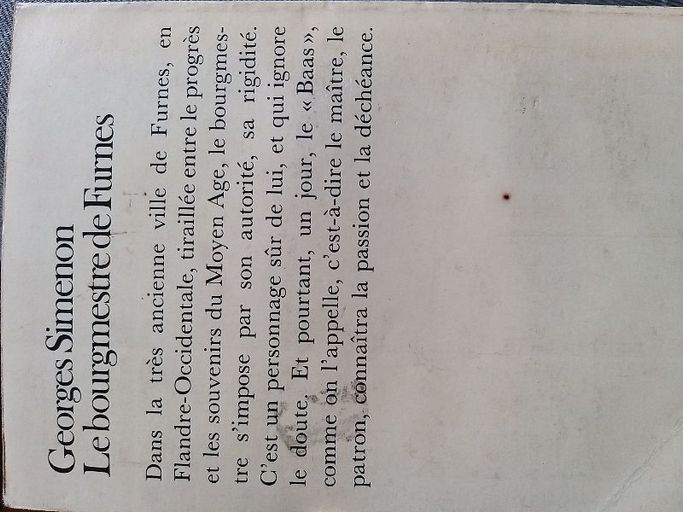 Georges Simenon
Le bourgmestre de Furnes
Dans la très ancienne ville de Furnes, en
Flandre-Occidentale, tiraillée entre le progrès
et les souvenirs du Moyen Age, le bourgmes-
tre s'impose par son autorité, sa rigidité.
C'est un personnage sûr de lui, et qui ignore
le doute. Et pourtant, un jour, le « Baas »,
comme on l'appelle, c'est-à-dire le maître, le
patron, connaîtra la passion et la déchéance.